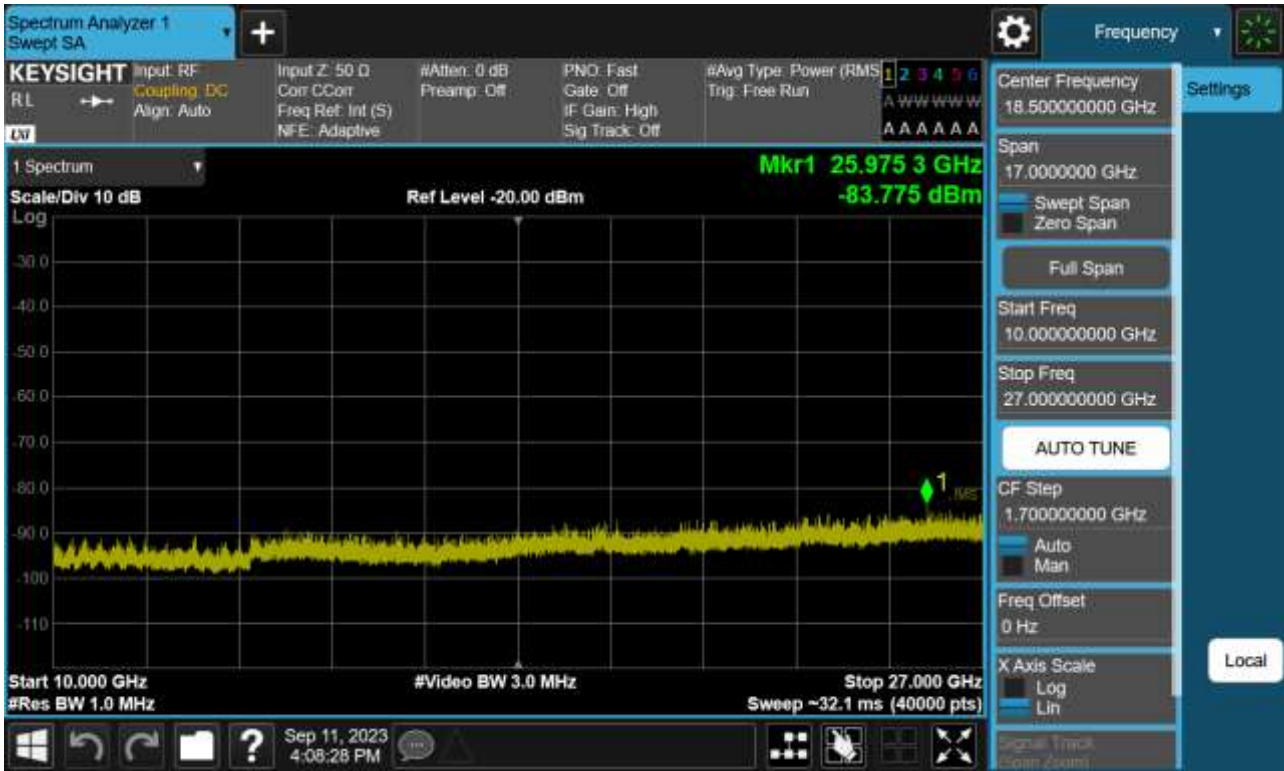 Spectrum Analyzer 1
Swept SA
+
Frequency
KEYSIGHT
RL
LXI
Input: RF
Coupling: DC
Align: Auto
Input Z: 50 Ω
Corr CCorr
Freq Ref: Int (S)
NFE: Adaptive
#Atten: 0 dB
Preamp: Off
PNO: Fast
Gate: Off
IF Gain: High
Sig Track: Off
#Avg Type: Power (RMS
Trig: Free Run
1 2 3 4 5 6
A W W W W W
A A A A A A
1 Spectrum
Scale/Div 10 dB
Ref Level -20.00 dBm
Mkr1 25.975 3 GHz
-83.775 dBm
Log
-30.0
-40.0
-50.0
-60.0
-70.0
-80.0
-90.0
-100
-110
1
Start 10.000 GHz
#Video BW 3.0 MHz
Stop 27.000 GHz
#Res BW 1.0 MHz
Sweep ~32.1 ms (40000 pts)
?
Sep 11, 2023
4:08:28 PM
Center Frequency
18.500000000 GHz
Span
17.0000000 GHz
Swept Span
Zero Span
Full Span
Start Freq
10.000000000 GHz
Stop Freq
27.000000000 GHz
AUTO TUNE
CF Step
1.700000000 GHz
Auto
Man
Freq Offset
0 Hz
X Axis Scale
Log
Lin
Signal Track
(Span Zoom)
Settings
Local